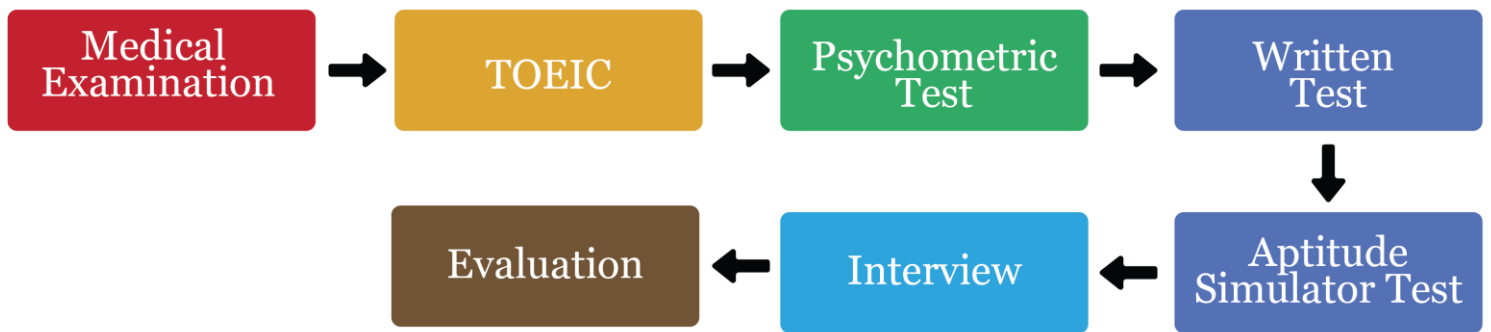 Medical
Examination
TOEIC
Psychometric
Test
Written
Test
Aptitude
Simulator Test
Interview
Evaluation